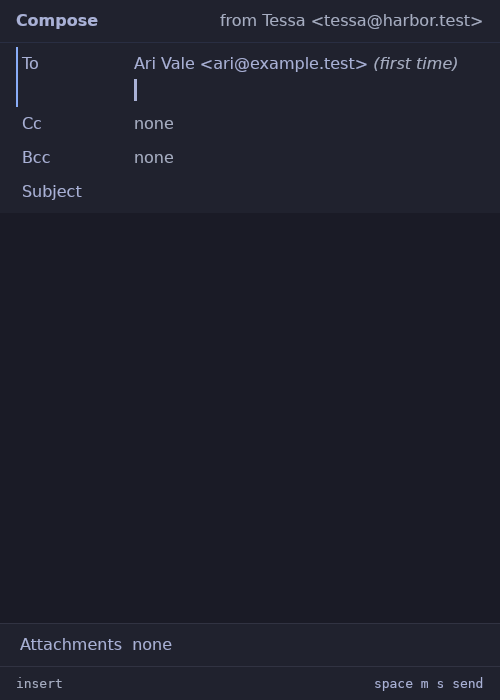 Compose from Tessa <tessa@harbor.test>
To Ari Vale <ari@example.test> (first time)
Cc none
Bcc none
Subject
Attachments none
insert space m s send